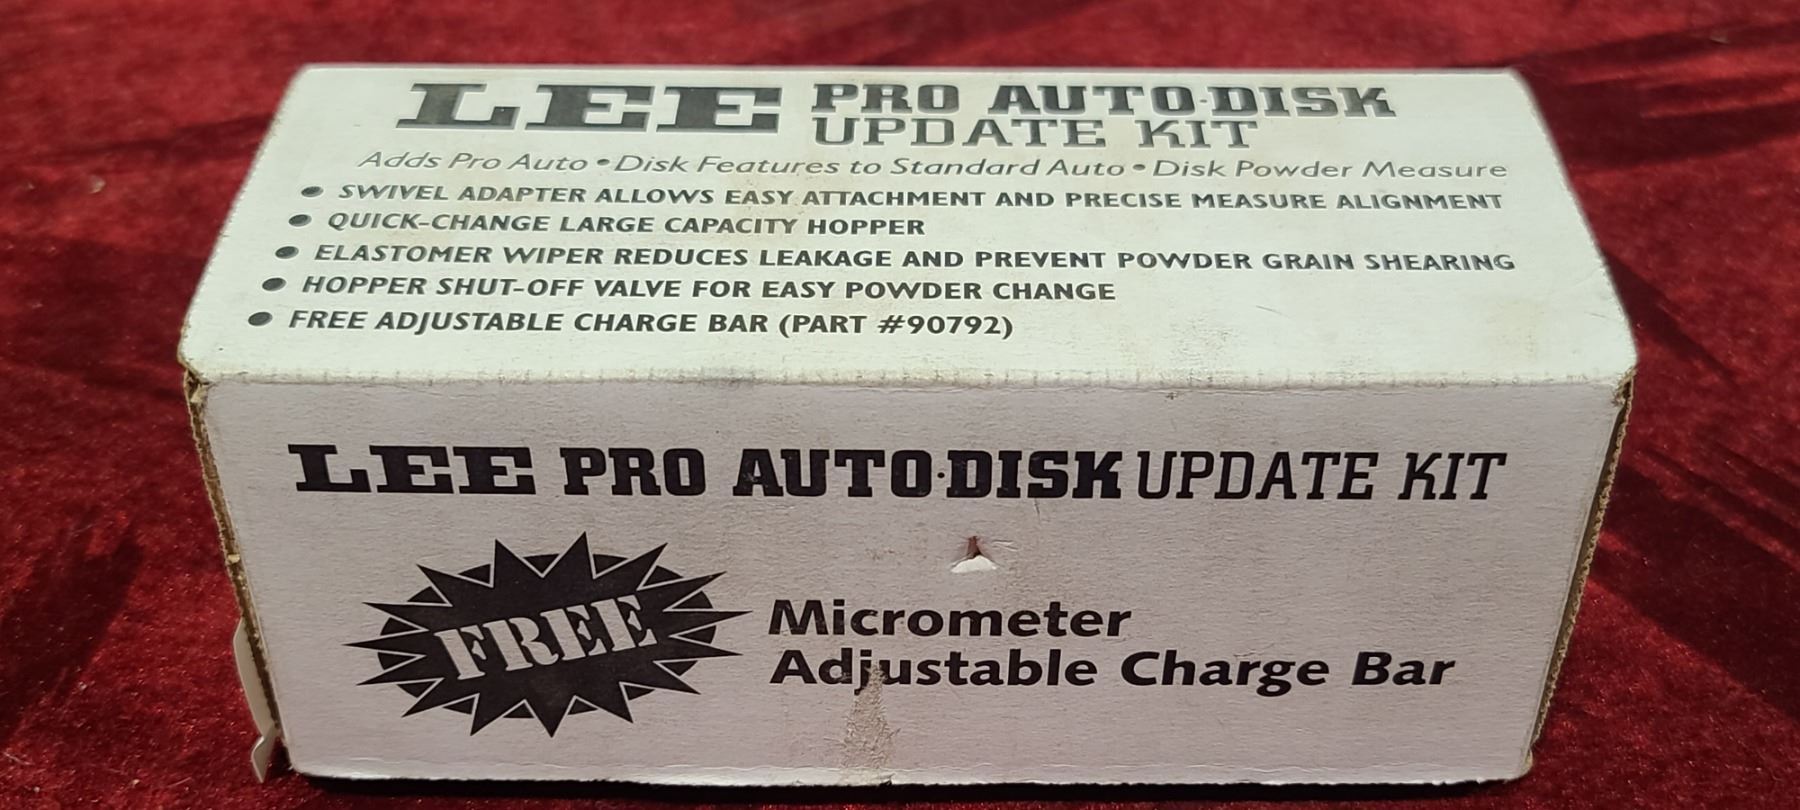 LEE PRO AUTO·DISK
UPDATE KIT
Adds Pro Auto • Disk Features to Standard Auto • Disk Powder Measure
● SWIVEL ADAPTER ALLOWS EASY ATTACHMENT AND PRECISE MEASURE ALIGNMENT
● QUICK-CHANGE LARGE CAPACITY HOPPER
● ELASTOMER WIPER REDUCES LEAKAGE AND PREVENT POWDER GRAIN SHEARING
● HOPPER SHUT-OFF VALVE FOR EASY POWDER CHANGE
● FREE ADJUSTABLE CHARGE BAR (PART #90792)
LEE PRO AUTO·DISK UPDATE KIT
FREE
Micrometer
Adjustable Charge Bar